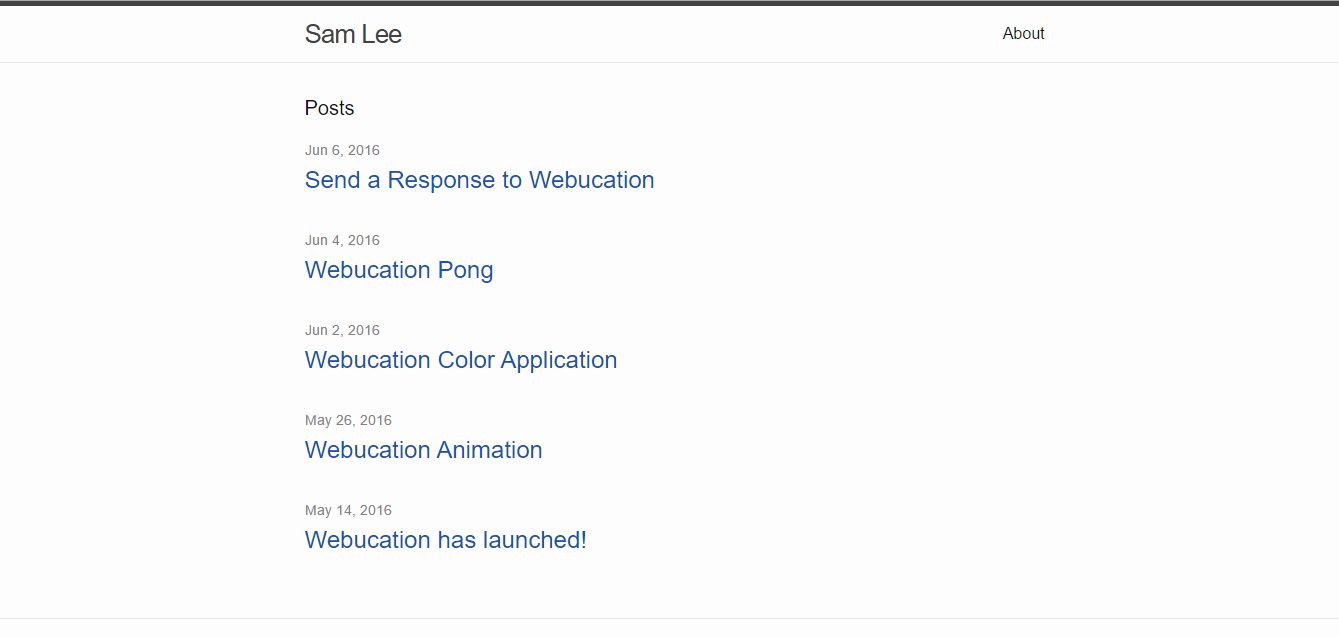 Sam Lee
About
Posts
Jun 6, 2016
Send a Response to Webucation
Jun 4, 2016
Webucation Pong
Jun 2, 2016
Webucation Color Application
May 26, 2016
Webucation Animation
May 14, 2016
Webucation has launched!